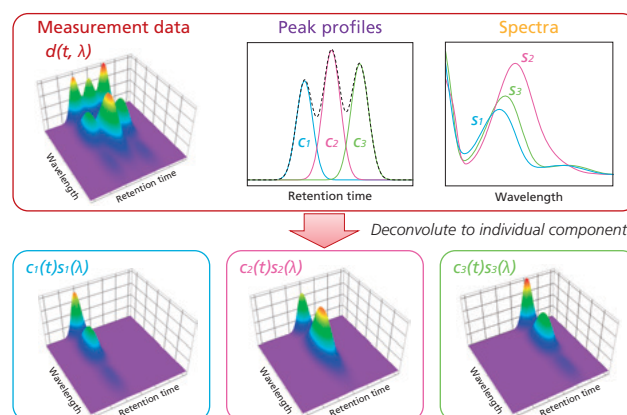 Measurement data
d(t, λ)
Wavelength
Retention time
Peak profiles
C1
C2
C3
Retention time
Spectra
S1
S2
S3
Wavelength
Deconvolute to individual component
c1(t)s1(λ)
Wavelength
Retention time
c2(t)s2(λ)
Wavelength
Retention time
c3(t)s3(λ)
Wavelength
Retention time